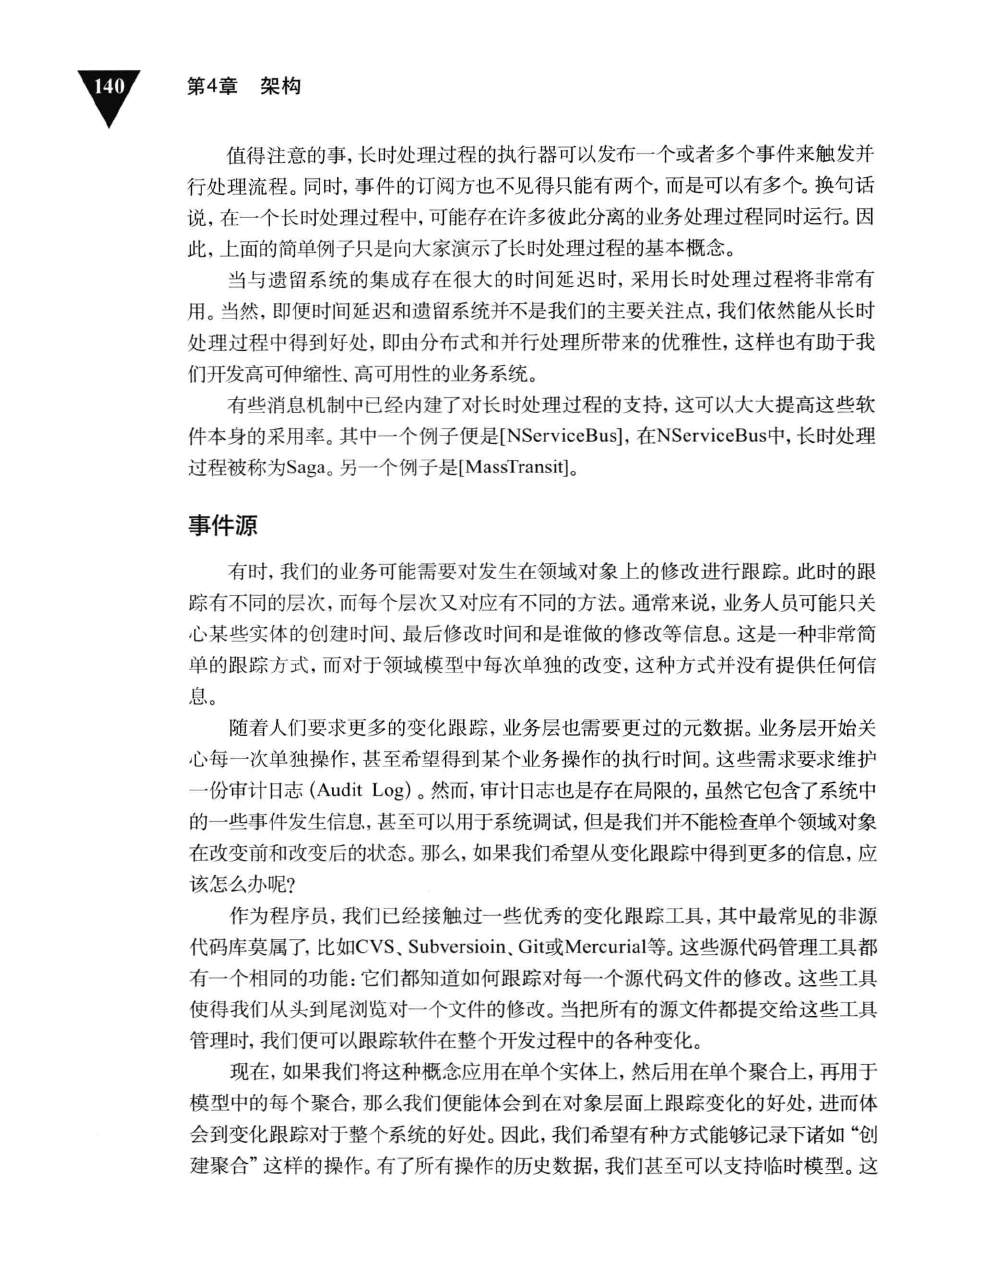 140
第4章 架构
值得注意的事, 长时处理过程的执行器可以发布一个或者多个事件来触发并
行处理流程。同时, 事件的订阅方也不见得只能有两个, 而是可以有多个。换句话
说, 在一个长时处理过程中, 可能存在许多彼此分离的业务处理过程同时运行。因
此, 上面的简单例子只是向大家演示了长时处理过程的基本概念。
当与遗留系统的集成存在很大的时间延迟时, 采用长时处理过程将非常有
用。当然, 即便时间延迟和遗留系统并不是我们的主要关注点, 我们依然能从长时
处理过程中得到好处, 即由分布式和并行处理所带来的优雅性, 这样也有助于我
们开发高可伸缩性、高可用性的业务系统。
有些消息机制中已经内建了对长时处理过程的支持, 这可以大大提高这些软
件本身的采用率。其中一个例子便是[NServiceBus], 在NServiceBus中, 长时处理
过程被称为Saga。另一个例子是[MassTransit]。
事件源
有时, 我们的业务可能需要对发生在领域对象上的修改进行跟踪。此时的跟
踪有不同的层次, 而每个层次又对应有不同的方法。通常来说, 业务人员可能只关
心某些实体的创建时间、最后修改时间和是谁做的修改等信息。这是一种非常简
单的跟踪方式, 而对于领域模型中每次单独的改变, 这种方式并没有提供任何信
息。
随着人们要求更多的变化跟踪, 业务层也需要更过的元数据。业务层开始关
心每一次单独操作, 甚至希望得到某个业务操作的执行时间。这些需求要求维护
一份审计日志 (Audit Log) 。然而, 审计日志也是存在局限的, 虽然它包含了系统中
的一些事件发生信息, 甚至可以用于系统调试, 但是我们并不能检查单个领域对象
在改变前和改变后的状态。那么, 如果我们希望从变化跟踪中得到更多的信息, 应
该怎么办呢?
作为程序员, 我们已经接触过一些优秀的变化跟踪工具, 其中最常见的非源
代码库莫属了, 比如CVS、Subversioin、Git或Mercurial等。这些源代码管理工具都
有一个相同的功能: 它们都知道如何跟踪对每一个源代码文件的修改。这些工具
使得我们从头到尾浏览对一个文件的修改。当把所有的源文件都提交给这些工具
管理时, 我们便可以跟踪软件在整个开发过程中的各种变化。
现在, 如果我们将这种概念应用在单个实体上, 然后用在单个聚合上, 再用于
模型中的每个聚合, 那么我们便能体会到在对象层面上跟踪变化的好处, 进而体
会到变化跟踪对于整个系统的好处。因此, 我们希望有种方式能够记录下诸如 “创
建聚合” 这样的操作。有了所有操作的历史数据, 我们甚至可以支持临时模型。这